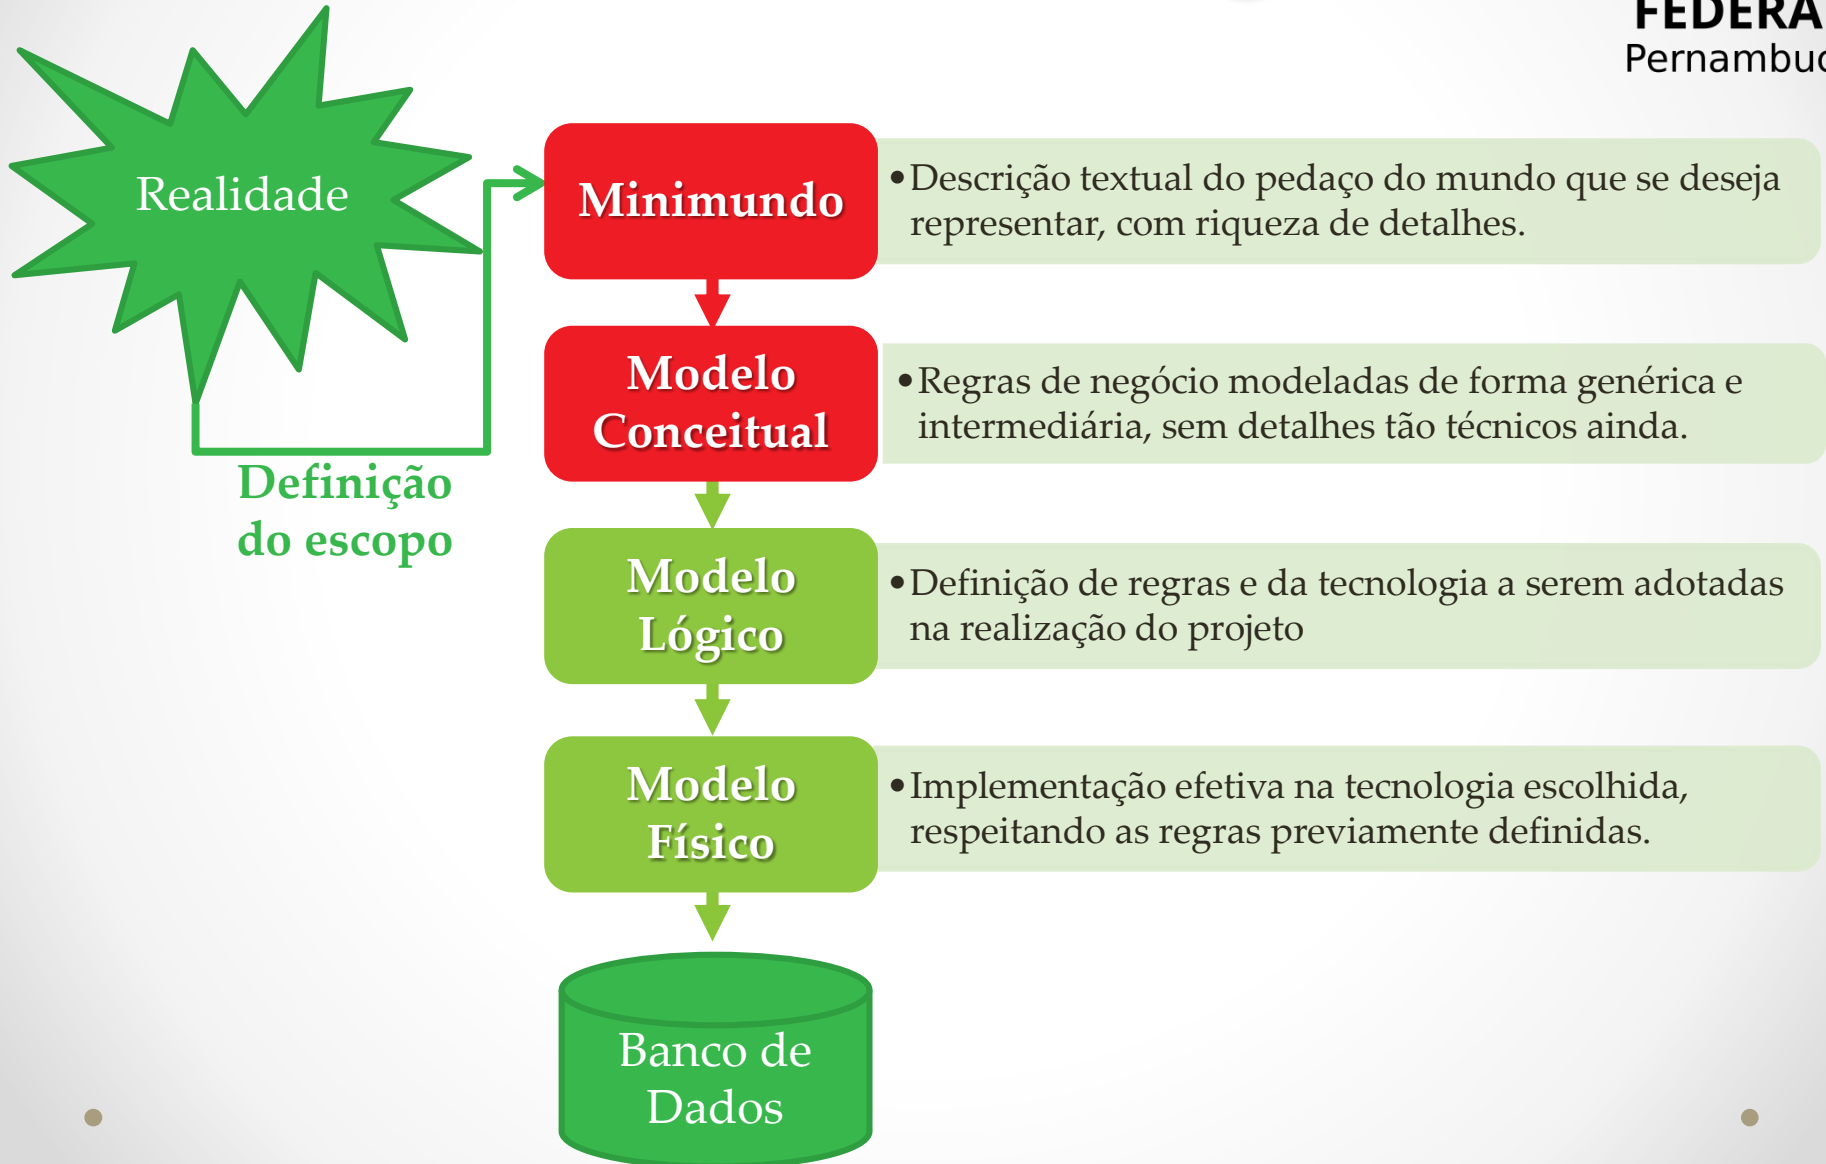 FEDERA
Pernambuc
Realidade
Minimundo
•Descrição textual do pedaço do mundo que se deseja
representar, com riqueza de detalhes.
Modelo
Conceitual
•Regras de negócio modeladas de forma genérica e
intermediária, sem detalhes tão técnicos ainda.
Definição
do escopo
Modelo
Lógico
•Definição de regras e da tecnologia a serem adotadas
na realização do projeto
Modelo
Físico
•Implementação efetiva na tecnologia escolhida,
respeitando as regras previamente definidas.
Banco de
Dados